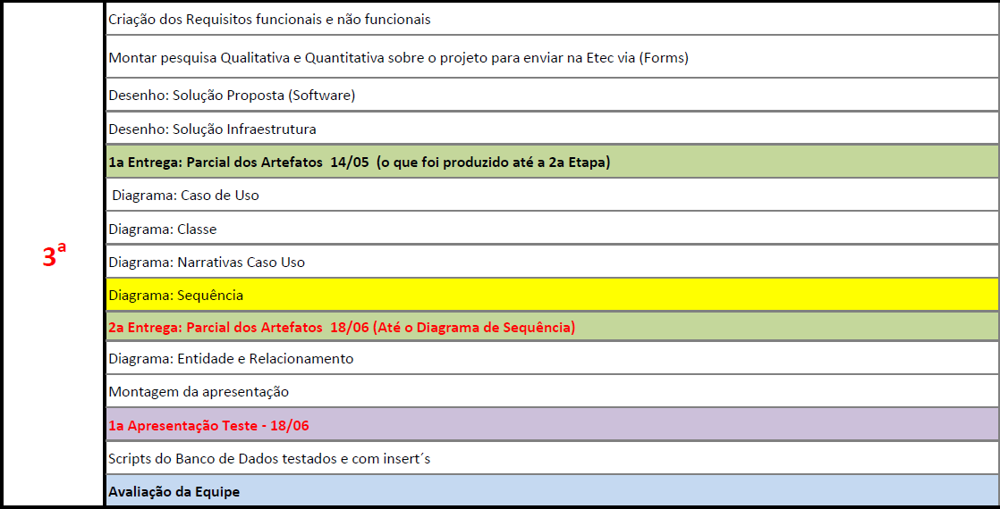 Criação dos Requisitos funcionais e não funcionais
Montar pesquisa Qualitativa e Quantitativa sobre o projeto para enviar na Etec via (Forms)
Desenho: Solução Proposta (Software)
Desenho: Solução Infraestrutura
1a Entrega: Parcial dos Artefatos 14/05 (o que foi produzido até a 2a Etapa)
Diagrama: Caso de Uso
Diagrama: Classe
3ª
Diagrama: Narrativas Caso Uso
Diagrama: Sequência
2a Entrega: Parcial dos Artefatos 18/06 (Até o Diagrama de Sequência)
Diagrama: Entidade e Relacionamento
Montagem da apresentação
1a Apresentação Teste - 18/06
Scripts do Banco de Dados testados e com insert´s
Avaliação da Equipe